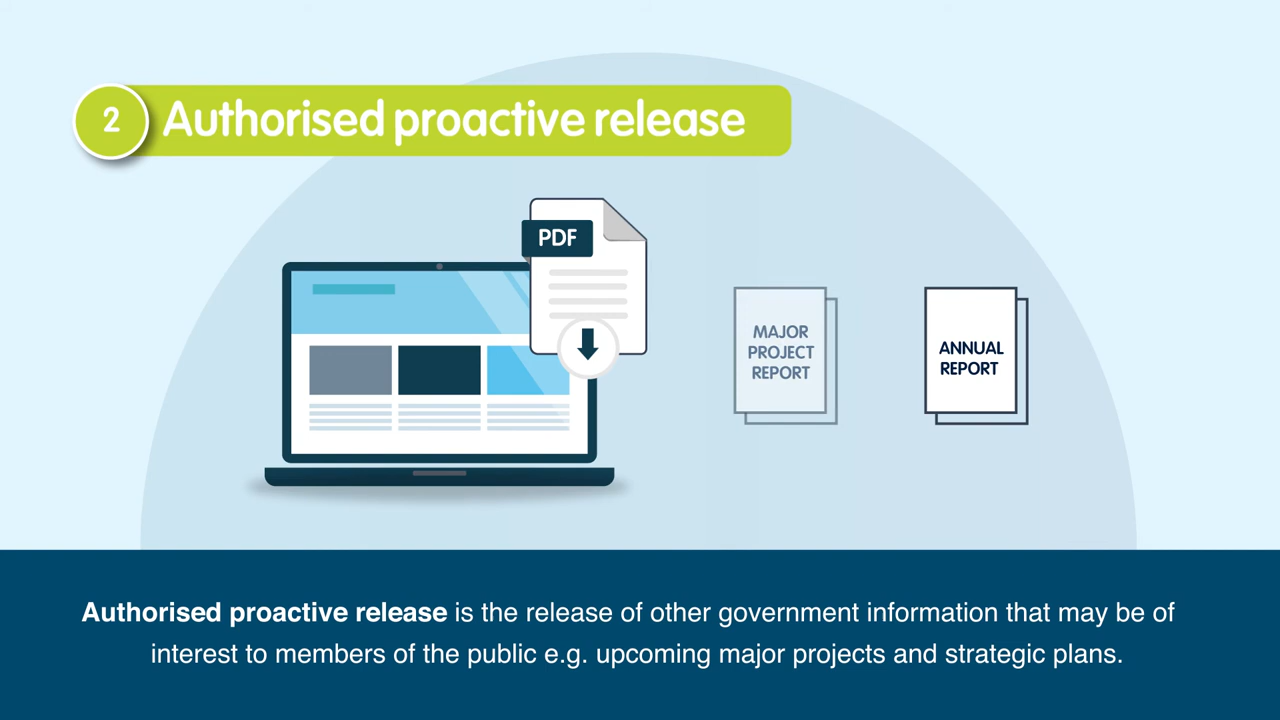 2
Authorised proactive release
PDF
MAJOR
PROJECT
REPORT
ANNUAL
REPORT
Authorised proactive release is the release of other government information that may be of
interest to members of the public e.g. upcoming major projects and strategic plans.